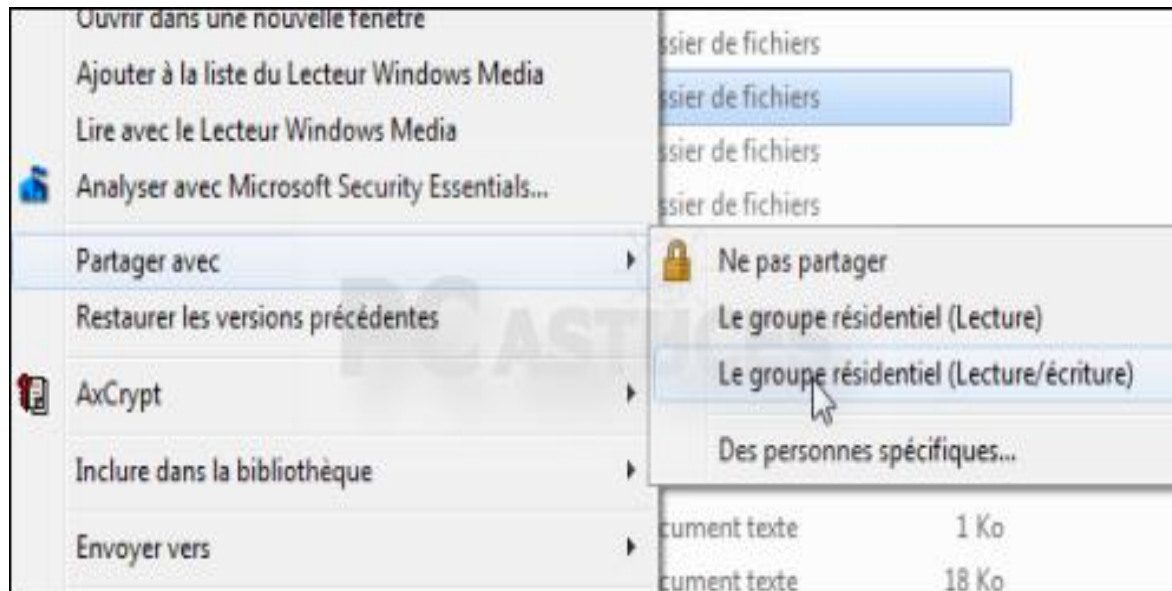 Ouvrir dans une nouvelle fenêtre
Ajouter à la liste du Lecteur Windows Media
Lire avec le Lecteur Windows Media
Analyser avec Microsoft Security Essentials...
Partager avec
Restaurer les versions précédentes
AxCrypt
Inclure dans la bibliothèque
Envoyer vers
ssier de fichiers
ssier de fichiers
ssier de fichiers
ssier de fichiers
Ne pas partager
Le groupe résidentiel (Lecture)
Le groupe résidentiel (Lecture/écriture)
Des personnes spécifiques...
cument texte 1 Ko
cument texte 18 Ko
PC ASTUCES